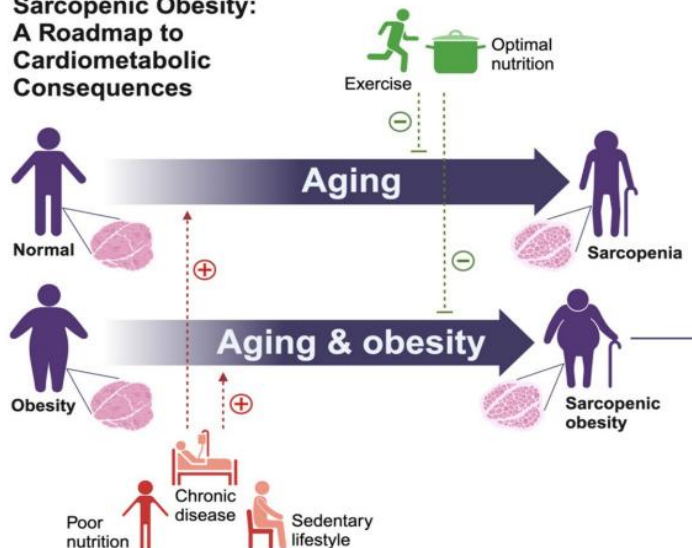 Sarcopenic Obesity:
A Roadmap to
Cardiometabolic
Consequences
Exercise
Optimal
nutrition
Aging
Normal
Sarcopenia
Aging & obesity
Obesity
Sarcopenic
obesity
Chronic
disease
Poor
nutrition
Sedentary
lifestyle